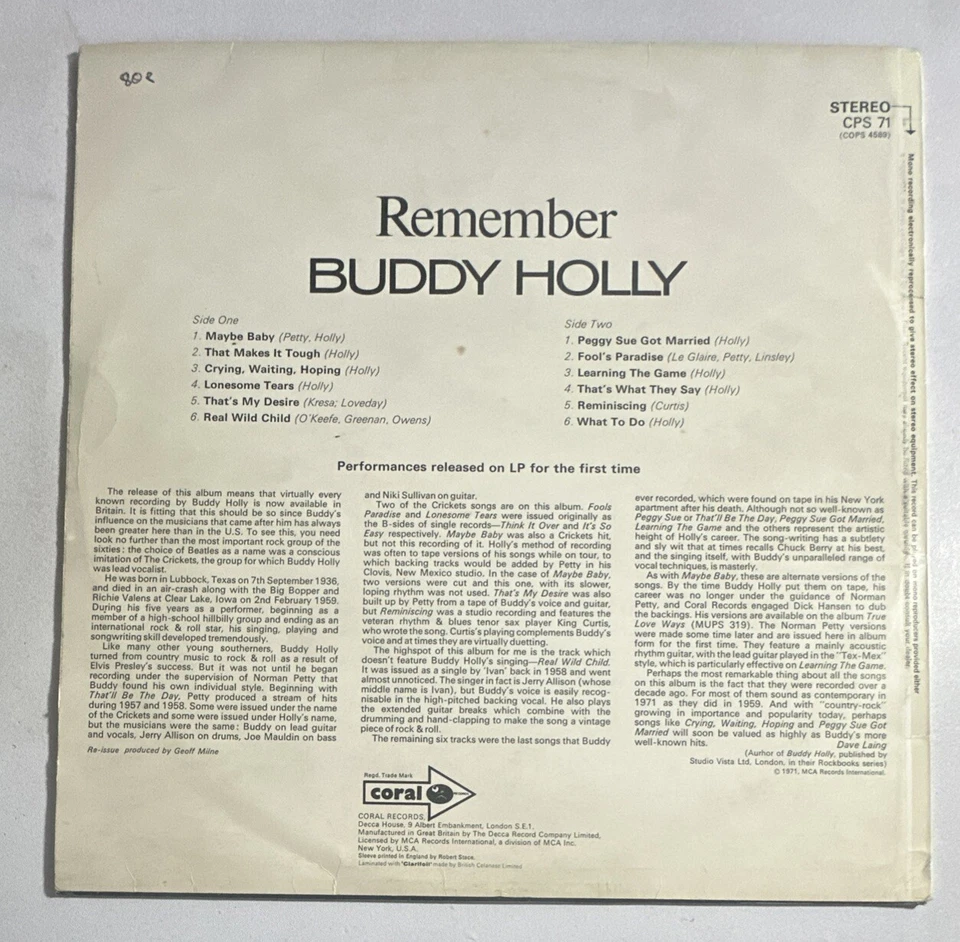 80e
STEREO
CPS 71
(COPS 4589)
Remember
BUDDY HOLLY
Side One
1. Maybe Baby (Petty, Holly)
2. That Makes It Tough (Holly)
3. Crying, Waiting, Hoping (Holly)
4. Lonesome Tears (Holly)
5. That's My Desire (Kresa; Loveday)
6. Real Wild Child (O'Keefe, Greenan, Owens)
Side Two
1. Peggy Sue Got Married (Holly)
2. Fool's Paradise (Le Glaire, Petty, Linsley)
3. Learning The Game (Holly)
4. That's What They Say (Holly)
5. Reminiscing (Curtis)
6. What To Do (Holly)
Performances released on LP for the first time
The release of this album means that virtually every
known recording by Buddy Holly is now available in
Britain. It is fitting that this should be so since Buddy's
influence on the musicians that came after him has always
been greater here than in the U.S. To see this, you need
look no further than the most important rock group of the
sixties: the choice of Beatles as a name was a conscious
imitation of The Crickets, the group for which Buddy Holly
was lead vocalist.
He was born in Lubbock, Texas on 7th September 1936,
and died in an air-crash along with the Big Bopper and
Richie Valens at Clear Lake, Iowa on 2nd February 1959.
During his five years as a performer, beginning as a
member of a high-school hillbilly group and ending as an
international rock & roll star, his singing, playing and
songwriting skill developed tremendously.
Like many other young southerners, Buddy Holly
turned from country music to rock & roll as a result of
Elvis Presley's success. But it was not until he began
recording under the supervision of Norman Petty that
Buddy found his own individual style. Beginning with
That'll Be The Day, Petty produced a stream of hits
during 1957 and 1958. Some were issued under the name
of the Crickets and some were issued under Holly's name,
but the musicians were the same: Buddy on lead guitar
and vocals, Jerry Allison on drums, Joe Mauldin on bass
Re-issue produced by Geoff Milne
and Niki Sullivan on guitar.
Two of the Crickets songs are on this album. Fools
Paradise and Lonesome Tears were issued originally as
the B-sides of single records—Think It Over and It's So
Easy respectively. Maybe Baby was also a Crickets hit,
but not this recording of it. Holly's method of recording
was often to tape versions of his songs while on tour, to
which backing tracks would be added by Petty in his
Clovis, New Mexico studio. In the case of Maybe Baby,
two versions were cut and this one, with its slower,
loping rhythm was not used. That's My Desire was also
built up by Petty from a tape of Buddy's voice and guitar,
but Reminiscing was a studio recording and features the
veteran rhythm & blues tenor sax player King Curtis,
who wrote the song. Curtis's playing complements Buddy's
voice and at times they are virtually duetting.
The highspot of this album for me is the track which
doesn't feature Buddy Holly's singing—Real Wild Child.
It was issued as a single by 'Ivan' back in 1958 and went
almost unnoticed. The singer in fact is Jerry Allison (whose
middle name is Ivan), but Buddy's voice is easily recog-
nisable in the high-pitched backing vocal. He also plays
the extended guitar breaks which combine with the
drumming and hand-clapping to make the song a vintage
piece of rock & roll.
The remaining six tracks were the last songs that Buddy
ever recorded, which were found on tape in his New York
apartment after his death. Although not so well-known as
Peggy Sue or That'll Be The Day, Peggy Sue Got Married,
Learning The Game and the others represent the artistic
height of Holly's career. The song-writing has a subtlety
and sly wit that at times recalls Chuck Berry at his best,
and the singing itself, with Buddy's unparalleled range of
vocal techniques, is masterly.
As with Maybe Baby, these are alternate versions of the
songs. By the time Buddy Holly put them on tape, his
career was no longer under the guidance of Norman
Petty, and Coral Records engaged Dick Hansen to dub
the backings. His versions are available on the album True
Love Ways (MUPS 319). The Norman Petty versions
were made some time later and are issued here in album
form for the first time. They feature a mainly acoustic
rhythm guitar, with the lead guitar played in the "Tex-Mex"
style, which is particularly effective on Learning The Game.
Perhaps the most remarkable thing about all the songs
on this album is the fact that they were recorded over a
decade ago. For most of them sound as contemporary in
1971 as they did in 1959. And with "country-rock"
growing in importance and popularity today, perhaps
songs like Crying, Waiting, Hoping and Peggy Sue Got
Married will soon be valued as highly as Buddy's more
well-known hits. Dave Laing
(Aurhor of Buddy Holly, published by
Studio Vista Ltd, London, in their Rockbooks series)
© 1971, MCA Records International.
Mono recording electronically reprocessed to give stereo effect on stereo equipment. This record can be played on mono reproducers provided either
Regd. Trade Mark
coral
CORAL RECORDS,
Decca House, 9 Albert Embankment, London S.E.1.
Manufactured in Great Britain by The Decca Record Company Limited,
Licensed by MCA Records International, a division of MCA Inc.
New York, U.S.A.
Sleeve printed in England by Robert Stace.
Laminated with 'Clarifoil' made by British Celanese Limited